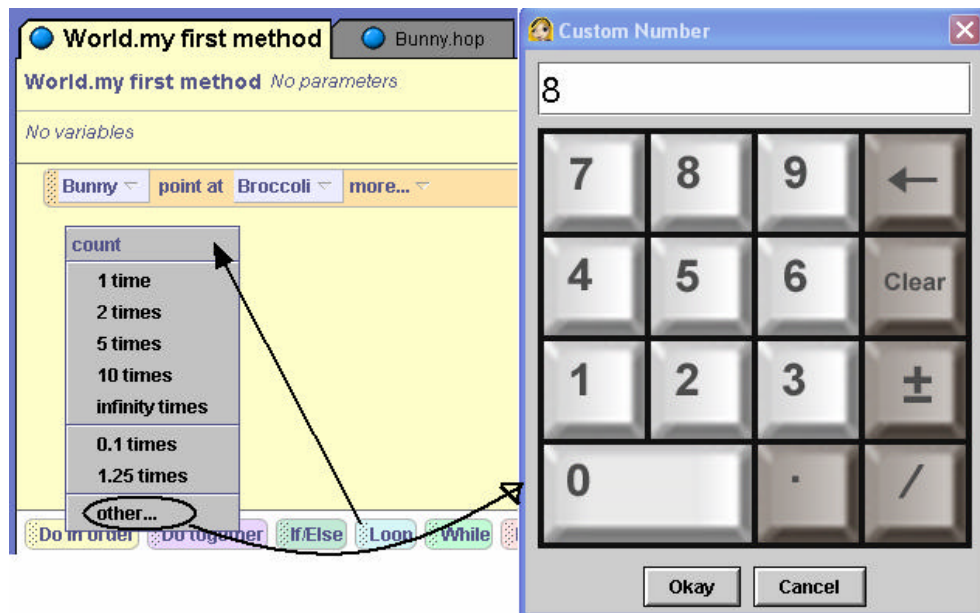 World.my first method Bunny.hop
World.my first method No parameters
No variables
Bunny point at Broccoli more...
count
1 time
2 times
5 times
10 times
infinity times
0.1 times
1.25 times
other...
Do in order Do together If/Else Loop While
Custom Number
8
7 8 9 ←
4 5 6 Clear
1 2 3 ±
0 . /
Okay Cancel